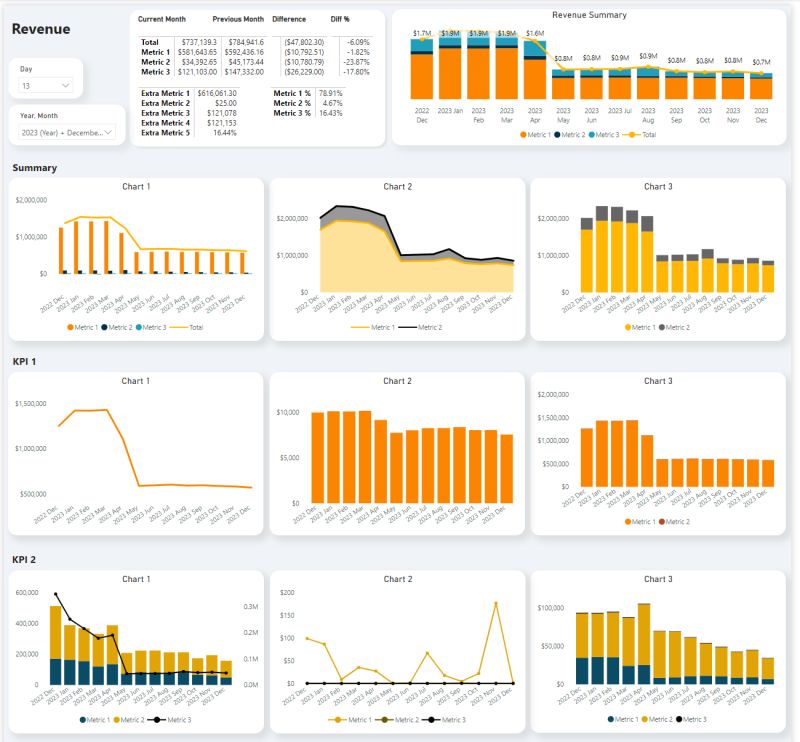 Revenue
Day
13
Year, Month
2023 (Year) + Decembe...
Current Month Previous Month Difference Diff %
Total $737,139.3 $784,941.6 ($47,802.30) -6.09%
Metric 1 $581,643.65 $592,436.16 ($10,792.51) -1.82%
Metric 2 $34,392.65 $45,173.44 ($10,780.79) -23.87%
Metric 3 $121,103.00 $147,332.00 ($26,229.00) -17.80%
Extra Metric 1 $616,061.30 Metric 1 % 78.91%
Extra Metric 2 $25.00 Metric 2 % 4.67%
Extra Metric 3 $121,078 Metric 3 % 16.43%
Extra Metric 4 $121,153
Extra Metric 5 16.44%
Revenue Summary
$1.7M $1.9M $1.9M $1.9M $1.6M $0.8M $0.8M $0.8M $0.9M $0.8M $0.8M $0.8M $0.7M
2022 Dec 2023 Jan 2023 Feb 2023 Mar 2023 Apr 2023 May 2023 Jun 2023 Jul 2023 Aug 2023 Sep 2023 Oct 2023 Nov 2023 Dec
Metric 1 Metric 2 Metric 3 Total
Summary
Chart 1
$2,000,000
$1,000,000
$0
2022 Dec 2023 Jan 2023 Feb 2023 Mar 2023 Apr 2023 May 2023 Jun 2023 Jul 2023 Aug 2023 Sep 2023 Oct 2023 Nov 2023 Dec
Metric 1 Metric 2 Metric 3 Total
Chart 2
$2,000,000
$1,000,000
$0
2022 Dec 2023 Jan 2023 Feb 2023 Mar 2023 Apr 2023 May 2023 Jun 2023 Jul 2023 Aug 2023 Sep 2023 Oct 2023 Nov 2023 Dec
Metric 1 Metric 2
Chart 3
$2,000,000
$1,000,000
$0
2022 Dec 2023 Jan 2023 Feb 2023 Mar 2023 Apr 2023 May 2023 Jun 2023 Jul 2023 Aug 2023 Sep 2023 Oct 2023 Nov 2023 Dec
Metric 1 Metric 2
KPI 1
Chart 1
$1,500,000
$1,000,000
$500,000
2022 Dec 2023 Jan 2023 Feb 2023 Mar 2023 Apr 2023 May 2023 Jun 2023 Jul 2023 Aug 2023 Sep 2023 Oct 2023 Nov 2023 Dec
Chart 2
$10,000
$5,000
$0
2022 Dec 2023 Jan 2023 Feb 2023 Mar 2023 Apr 2023 May 2023 Jun 2023 Jul 2023 Aug 2023 Sep 2023 Oct 2023 Nov 2023 Dec
Chart 3
$2,000,000
$1,500,000
$1,000,000
$500,000
$0
2022 Dec 2023 Jan 2023 Feb 2023 Mar 2023 Apr 2023 May 2023 Jun 2023 Jul 2023 Aug 2023 Sep 2023 Oct 2023 Nov 2023 Dec
Metric 1 Metric 2
KPI 2
Chart 1
600,000 0.3M
400,000 0.2M
200,000 0.1M
0 0.0M
2022 Dec 2023 Jan 2023 Feb 2023 Mar 2023 Apr 2023 May 2023 Jun 2023 Jul 2023 Aug 2023 Sep 2023 Oct 2023 Nov 2023 Dec
Metric 1 Metric 2 Metric 3
Chart 2
$200
$150
$100
$50
$0
2022 Dec 2023 Jan 2023 Feb 2023 Mar 2023 Apr 2023 May 2023 Jun 2023 Jul 2023 Aug 2023 Sep 2023 Oct 2023 Nov 2023 Dec
Metric 1 Metric 2 Metric 3
Chart 3
$100,000
$50,000
$0
2022 Dec 2023 Jan 2023 Feb 2023 Mar 2023 Apr 2023 May 2023 Jun 2023 Jul 2023 Aug 2023 Sep 2023 Oct 2023 Nov 2023 Dec
Metric 1 Metric 2 Metric 3